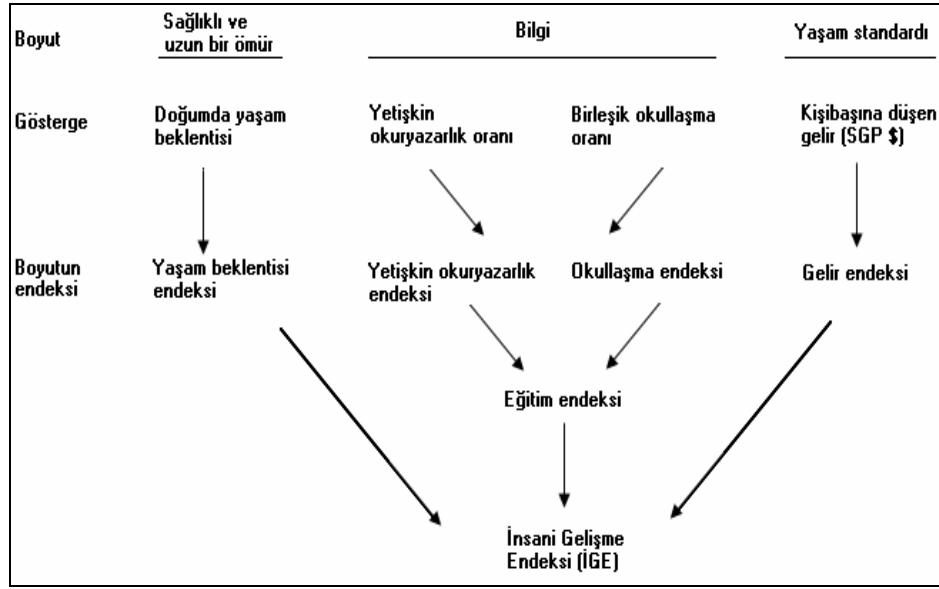 Boyut
Sağlıklı ve
uzun bir ömür
Bilgi
Yaşam standardı
Gösterge
Doğumda yaşam
beklentisi
Yetişkin
okuryazarlık oranı
Birleşik okullaşma
oranı
Kişibaşına düşen
gelir (SGP $)
Boyutun
endeksi
Yaşam beklentisi
endeksi
Yetişkin okuryazarlık
endeksi
Okullaşma endeksi
Gelir endeksi
Eğitim endeksi
İnsani Gelişme
Endeksi (İGE)